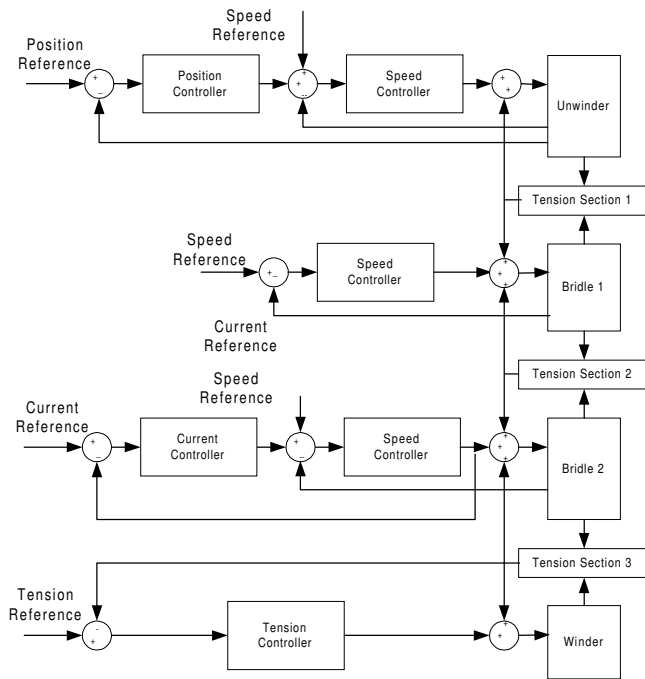 Speed
Reference
Position
Reference
Position
Controller
Speed
Controller
Unwinder
Tension Section 1
Speed
Reference
Speed
Controller
Bridle 1
Current
Reference
Tension Section 2
Speed
Reference
Current
Reference
Current
Controller
Speed
Controller
Bridle 2
Tension Section 3
Tension
Reference
Tension
Controller
Winder